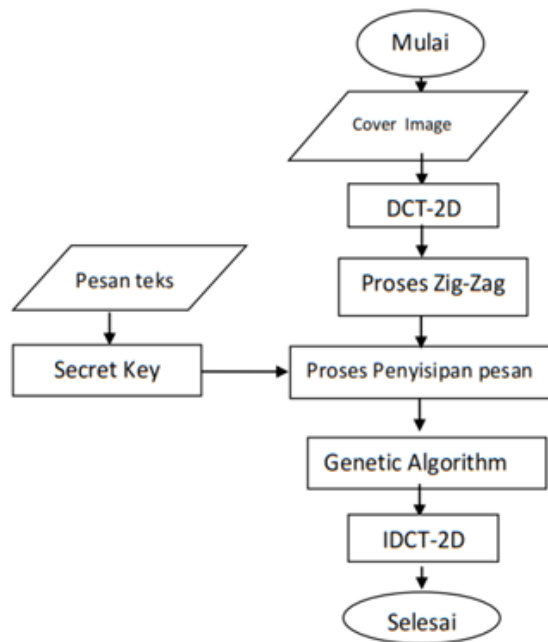 Mulai
Cover Image
DCT-2D
Pesan teks
Proses Zig-Zag
Secret Key
Proses Penyisipan pesan
Genetic Algorithm
IDCT-2D
Selesai